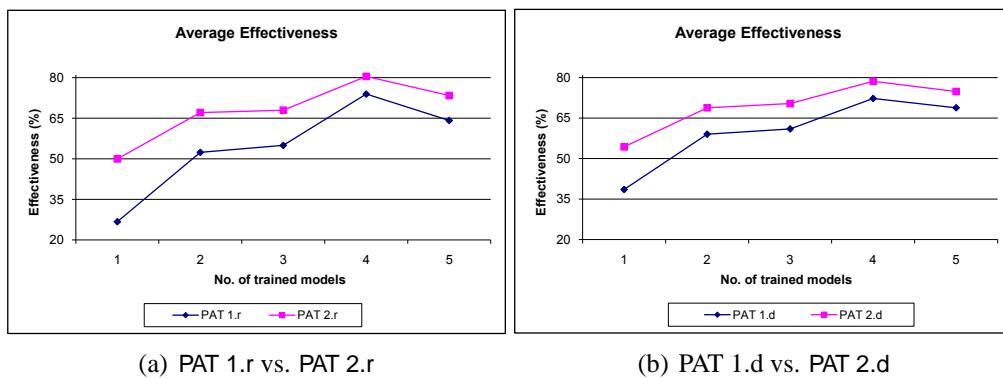 Average Effectiveness
80
65
50
35
20
Effectiveness (%)
1 2 3 4 5
No. of trained models
PAT 1.r PAT 2.r
(a) PAT 1.r vs. PAT 2.r
Average Effectiveness
80
65
50
35
20
Effectiveness (%)
1 2 3 4 5
No. of trained models
PAT 1.d PAT 2.d
(b) PAT 1.d vs. PAT 2.d